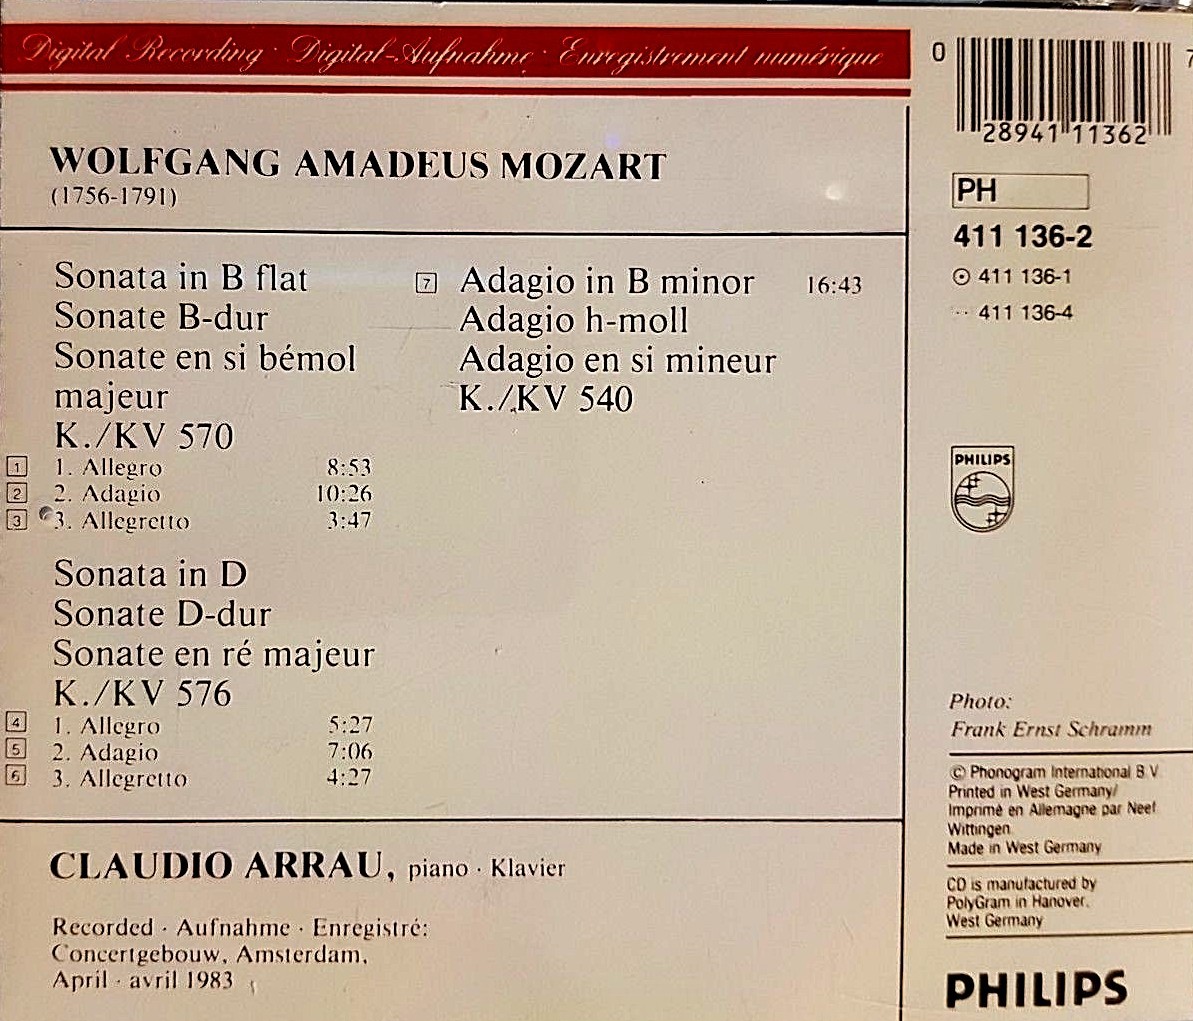 Digital Recording · Digital-Aufnahme · Enregistrement numérique
WOLFGANG AMADEUS MOZART
(1756-1791)
Sonata in B flat
Sonate B-dur
Sonate en si bémol
majeur
K./KV 570
1 1. Allegro 8:53
2 2. Adagio 10:26
3 3. Allegretto 3:47
Sonata in D
Sonate D-dur
Sonate en ré majeur
K./KV 576
4 1. Allegro 5:27
5 2. Adagio 7:06
6 3. Allegretto 4:27
7 Adagio in B minor 16:43
Adagio h-moll
Adagio en si mineur
K./KV 540
CLAUDIO ARRAU, piano · Klavier
Recorded · Aufnahme · Enregistré:
Concertgebouw, Amsterdam,
April · avril 1983
0 28941 11362 7
PH
411 136-2
411 136-1
411 136-4
PHILIPS
Photo:
Frank Ernst Schramm
© Phonogram International B.V.
Printed in West Germany/
Imprimé en Allemagne par Neef
Wittingen
Made in West Germany
CD is manufactured by
PolyGram in Hanover,
West Germany
PHILIPS